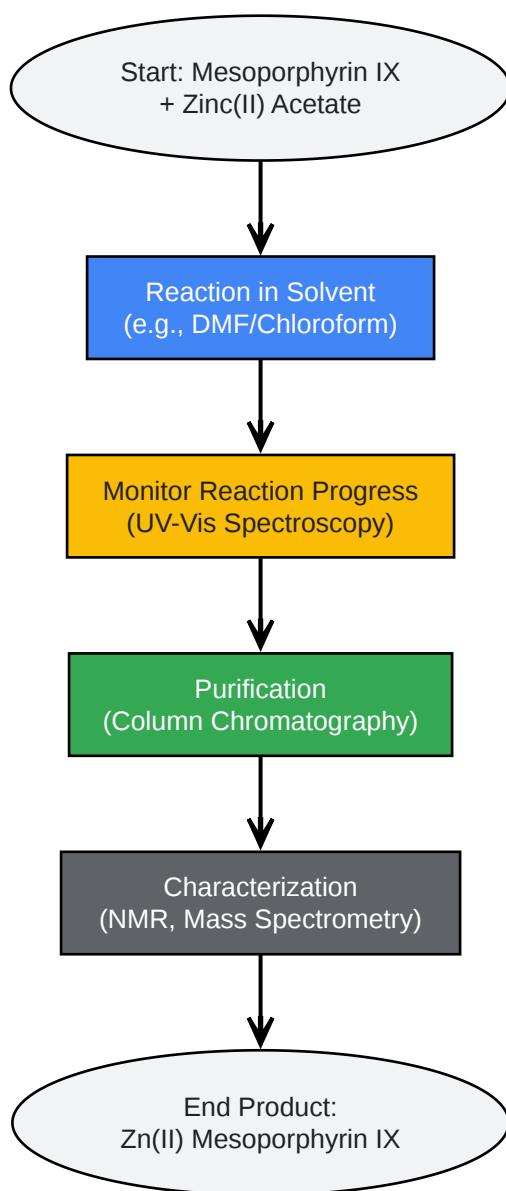 Start: Mesoporphyrin IX
+ Zinc(II) Acetate
Reaction in Solvent
(e.g., DMF/Chloroform)
Monitor Reaction Progress
(UV-Vis Spectroscopy)
Purification
(Column Chromatography)
Characterization
(NMR, Mass Spectrometry)
End Product:
Zn(II) Mesoporphyrin IX